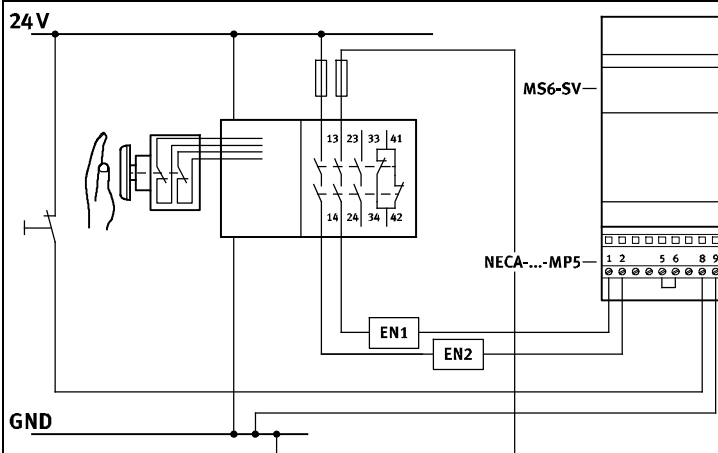 24 V
MS6-SV
13 23 33 41
14 24 34 42
NECA-...-MP5
1 2 5 6 8 9
EN1
EN2
GND